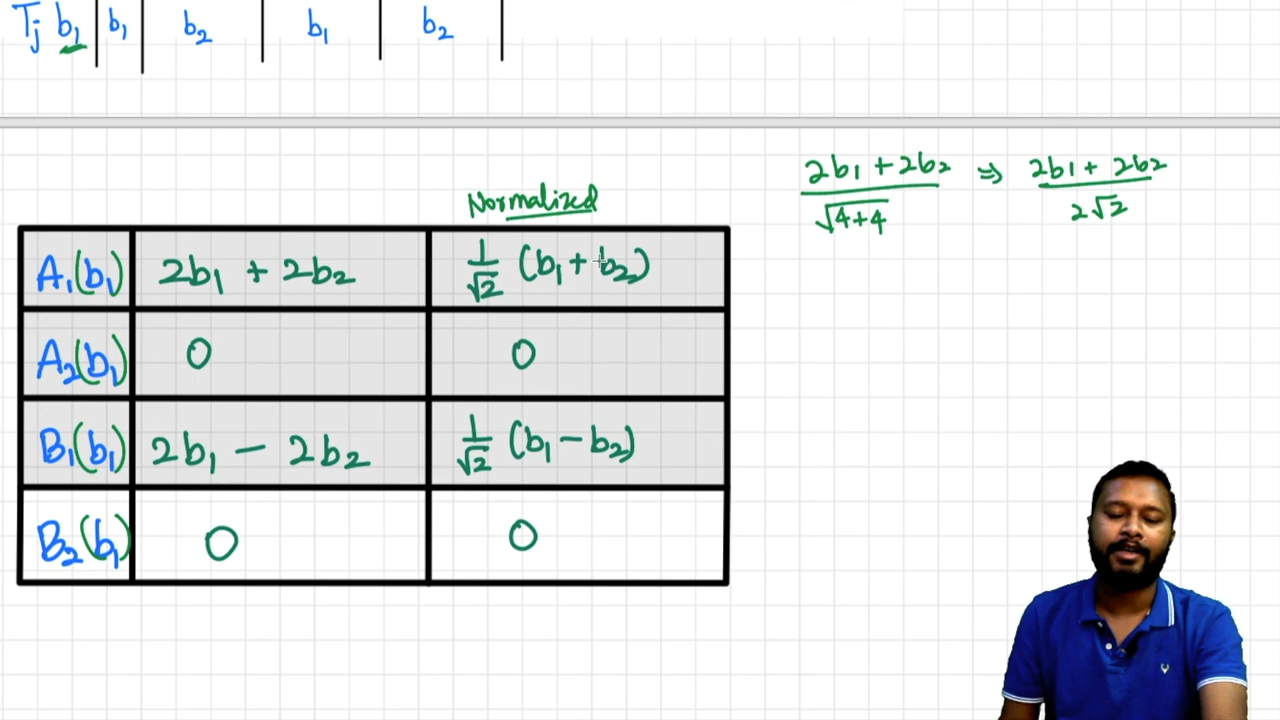 Tj b₁ | b₁ | b₂ | b₁ | b₂ |
2b₁ + 2b₂ / √4+4 ⇒ 2b₁ + 2b₂ / 2√2
Normalized
A₁(b₁) 2b₁ + 2b₂ 1/√2 (b₁ + b₂)
A₂(b₁) 0 0
B₁(b₁) 2b₁ − 2b₂ 1/√2 (b₁ − b₂)
B₂(b₁) 0 0